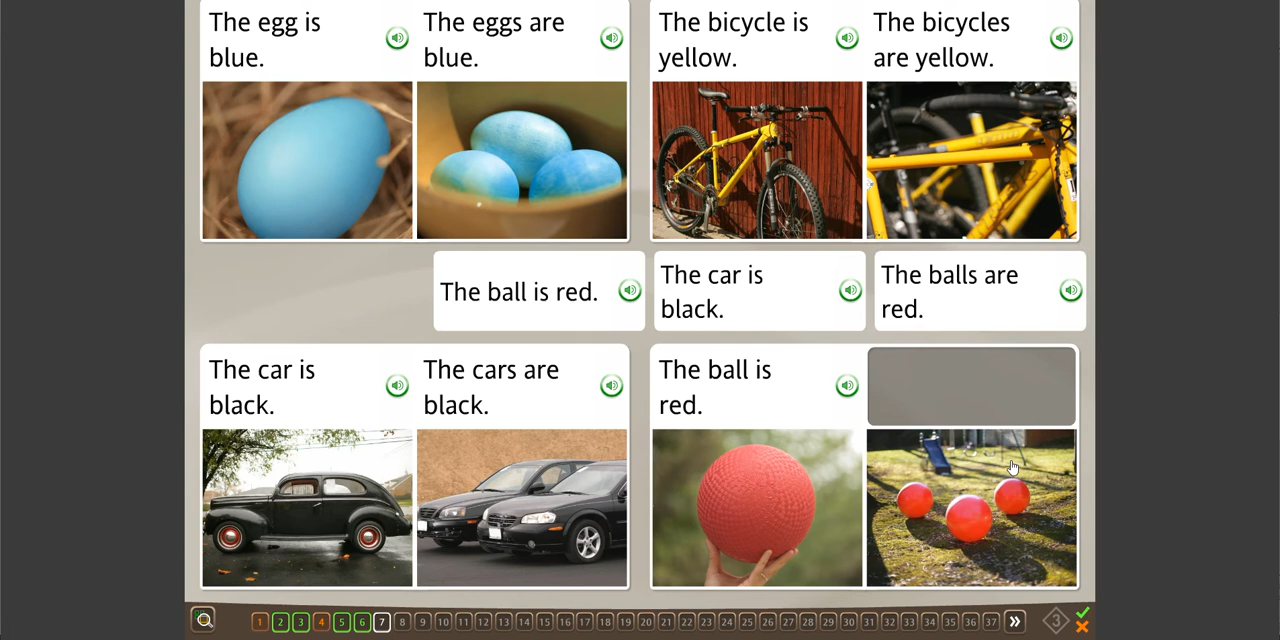 The egg is
blue.
The eggs are
blue.
The bicycle is
yellow.
The bicycles
are yellow.
The ball is red.
The car is
black.
The balls are
red.
The car is
black.
The cars are
black.
The ball is
red.
1 2 3 4 5 6 7 8 9 10 11 12 13 14 15 16 17 18 19 20 21 22 23 24 25 26 27 28 29 30 31 32 33 34 35 36 37 » 3